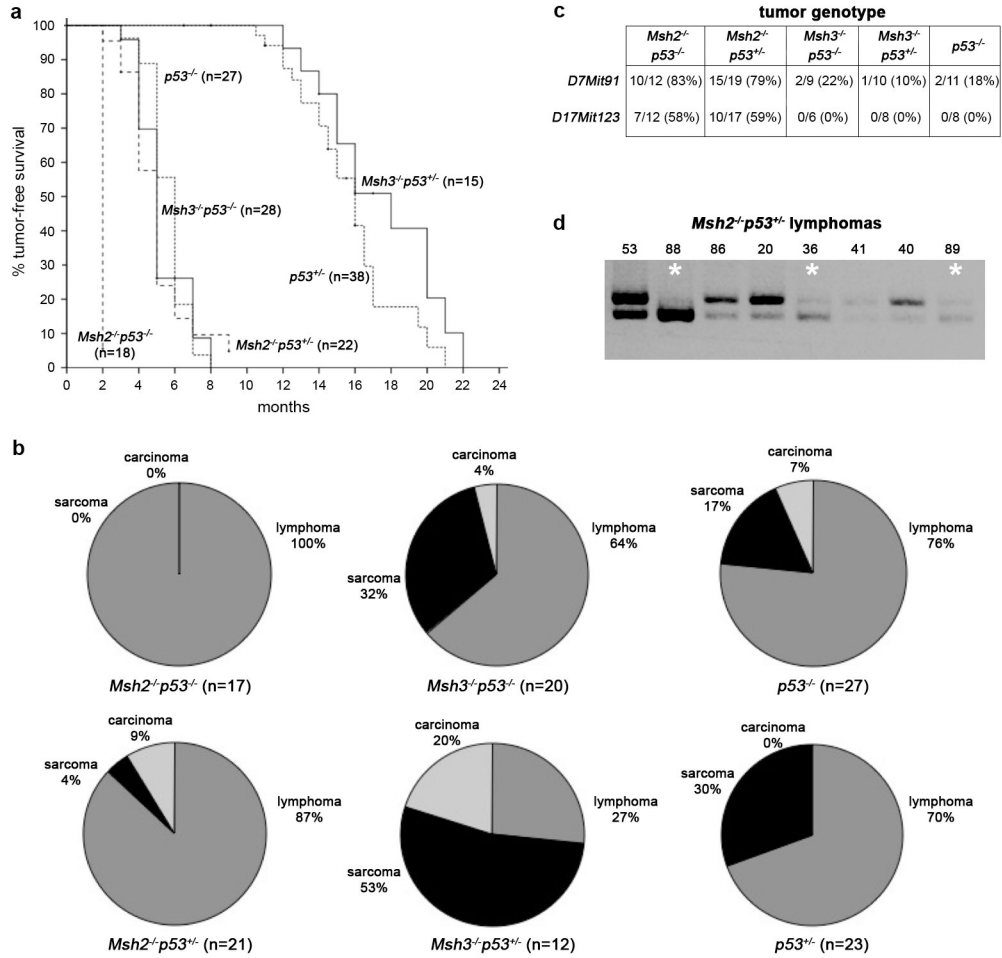 a
% tumor-free survival
100
90
80
70
60
50
40
30
20
10
0
0 2 4 6 8 10 12 14 16 18 20 22 24
months
p53-/- (n=27)
Msh3-/-p53+/- (n=15)
Msh3-/-p53-/- (n=28)
p53+/- (n=38)
Msh2-/-p53-/-
(n=18)
Msh2-/-p53+/- (n=22)
c
tumor genotype
Msh2-/- Msh2-/- Msh3-/- Msh3-/- p53-/-
p53-/- p53+/- p53-/- p53+/-
D7Mit91 10/12 (83%) 15/19 (79%) 2/9 (22%) 1/10 (10%) 2/11 (18%)
D17Mit123 7/12 (58%) 10/17 (59%) 0/6 (0%) 0/8 (0%) 0/8 (0%)
d
Msh2-/-p53+/- lymphomas
53 88 86 20 36 41 40 89
* * *
b
carcinoma
0%
sarcoma
0%
lymphoma
100%
Msh2-/-p53-/- (n=17)
carcinoma
4%
lymphoma
64%
sarcoma
32%
Msh3-/-p53-/- (n=20)
carcinoma
7%
sarcoma
17%
lymphoma
76%
p53-/- (n=27)
carcinoma
9%
sarcoma
4%
lymphoma
87%
Msh2-/-p53+/- (n=21)
carcinoma
20%
lymphoma
27%
sarcoma
53%
Msh3-/-p53+/- (n=12)
carcinoma
0%
sarcoma
30%
lymphoma
70%
p53+/- (n=23)